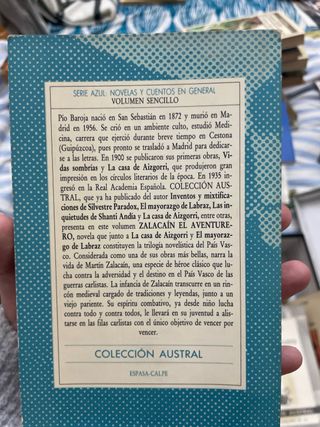 SERIE AZUL: NOVELAS Y CUENTOS EN GENERAL
VOLUMEN SENCILLO
Pío Baroja nació en San Sebastián en 1872 y murió en Ma-
drid en 1956. Se crió en un ambiente culto, estudió Medi-
cina, carrera que ejerció durante breve tiempo en Cestona
(Guipúzcoa), pues pronto se trasladó a Madrid para dedicar-
se a las letras. En 1900 se publicaron sus primeras obras, Vi-
das sombrías y La casa de Aizgorri, que produjeron gran
impresión en los círculos literarios de la época. En 1935 in-
gresó en la Real Academia Española. COLECCIÓN AUS-
TRAL, que ya ha publicado del autor Inventos y mixtifica-
ciones de Silvestre Paradox, El mayorazgo de Labraz, Las in-
quietudes de Shanti Andía y La casa de Aizgorri, entre otras,
presenta en este volumen ZALACAÍN EL AVENTURE-
RO, novela que junto a La casa de Aizgorri y El mayoraz-
go de Labraz constituyen la trilogía novelística del País Vas-
co. Considerada como una de sus obras más bellas, narra la
vida de Martín Zalacaín, una especie de héroe clásico que lu-
cha contra la adversidad y el destino en el País Vasco de las
guerras carlistas. La infancia de Zalacaín transcurre en un rin-
cón medieval cargado de tradiciones y leyendas, junto a un
viejo pariente. Su espíritu combativo, ya desde niño lucha
contra todo y contra todos, le llevará en su juventud a alis-
tarse en las filas carlistas con el único objetivo de vencer por
vencer.
COLECCIÓN AUSTRAL
ESPASA-CALPE